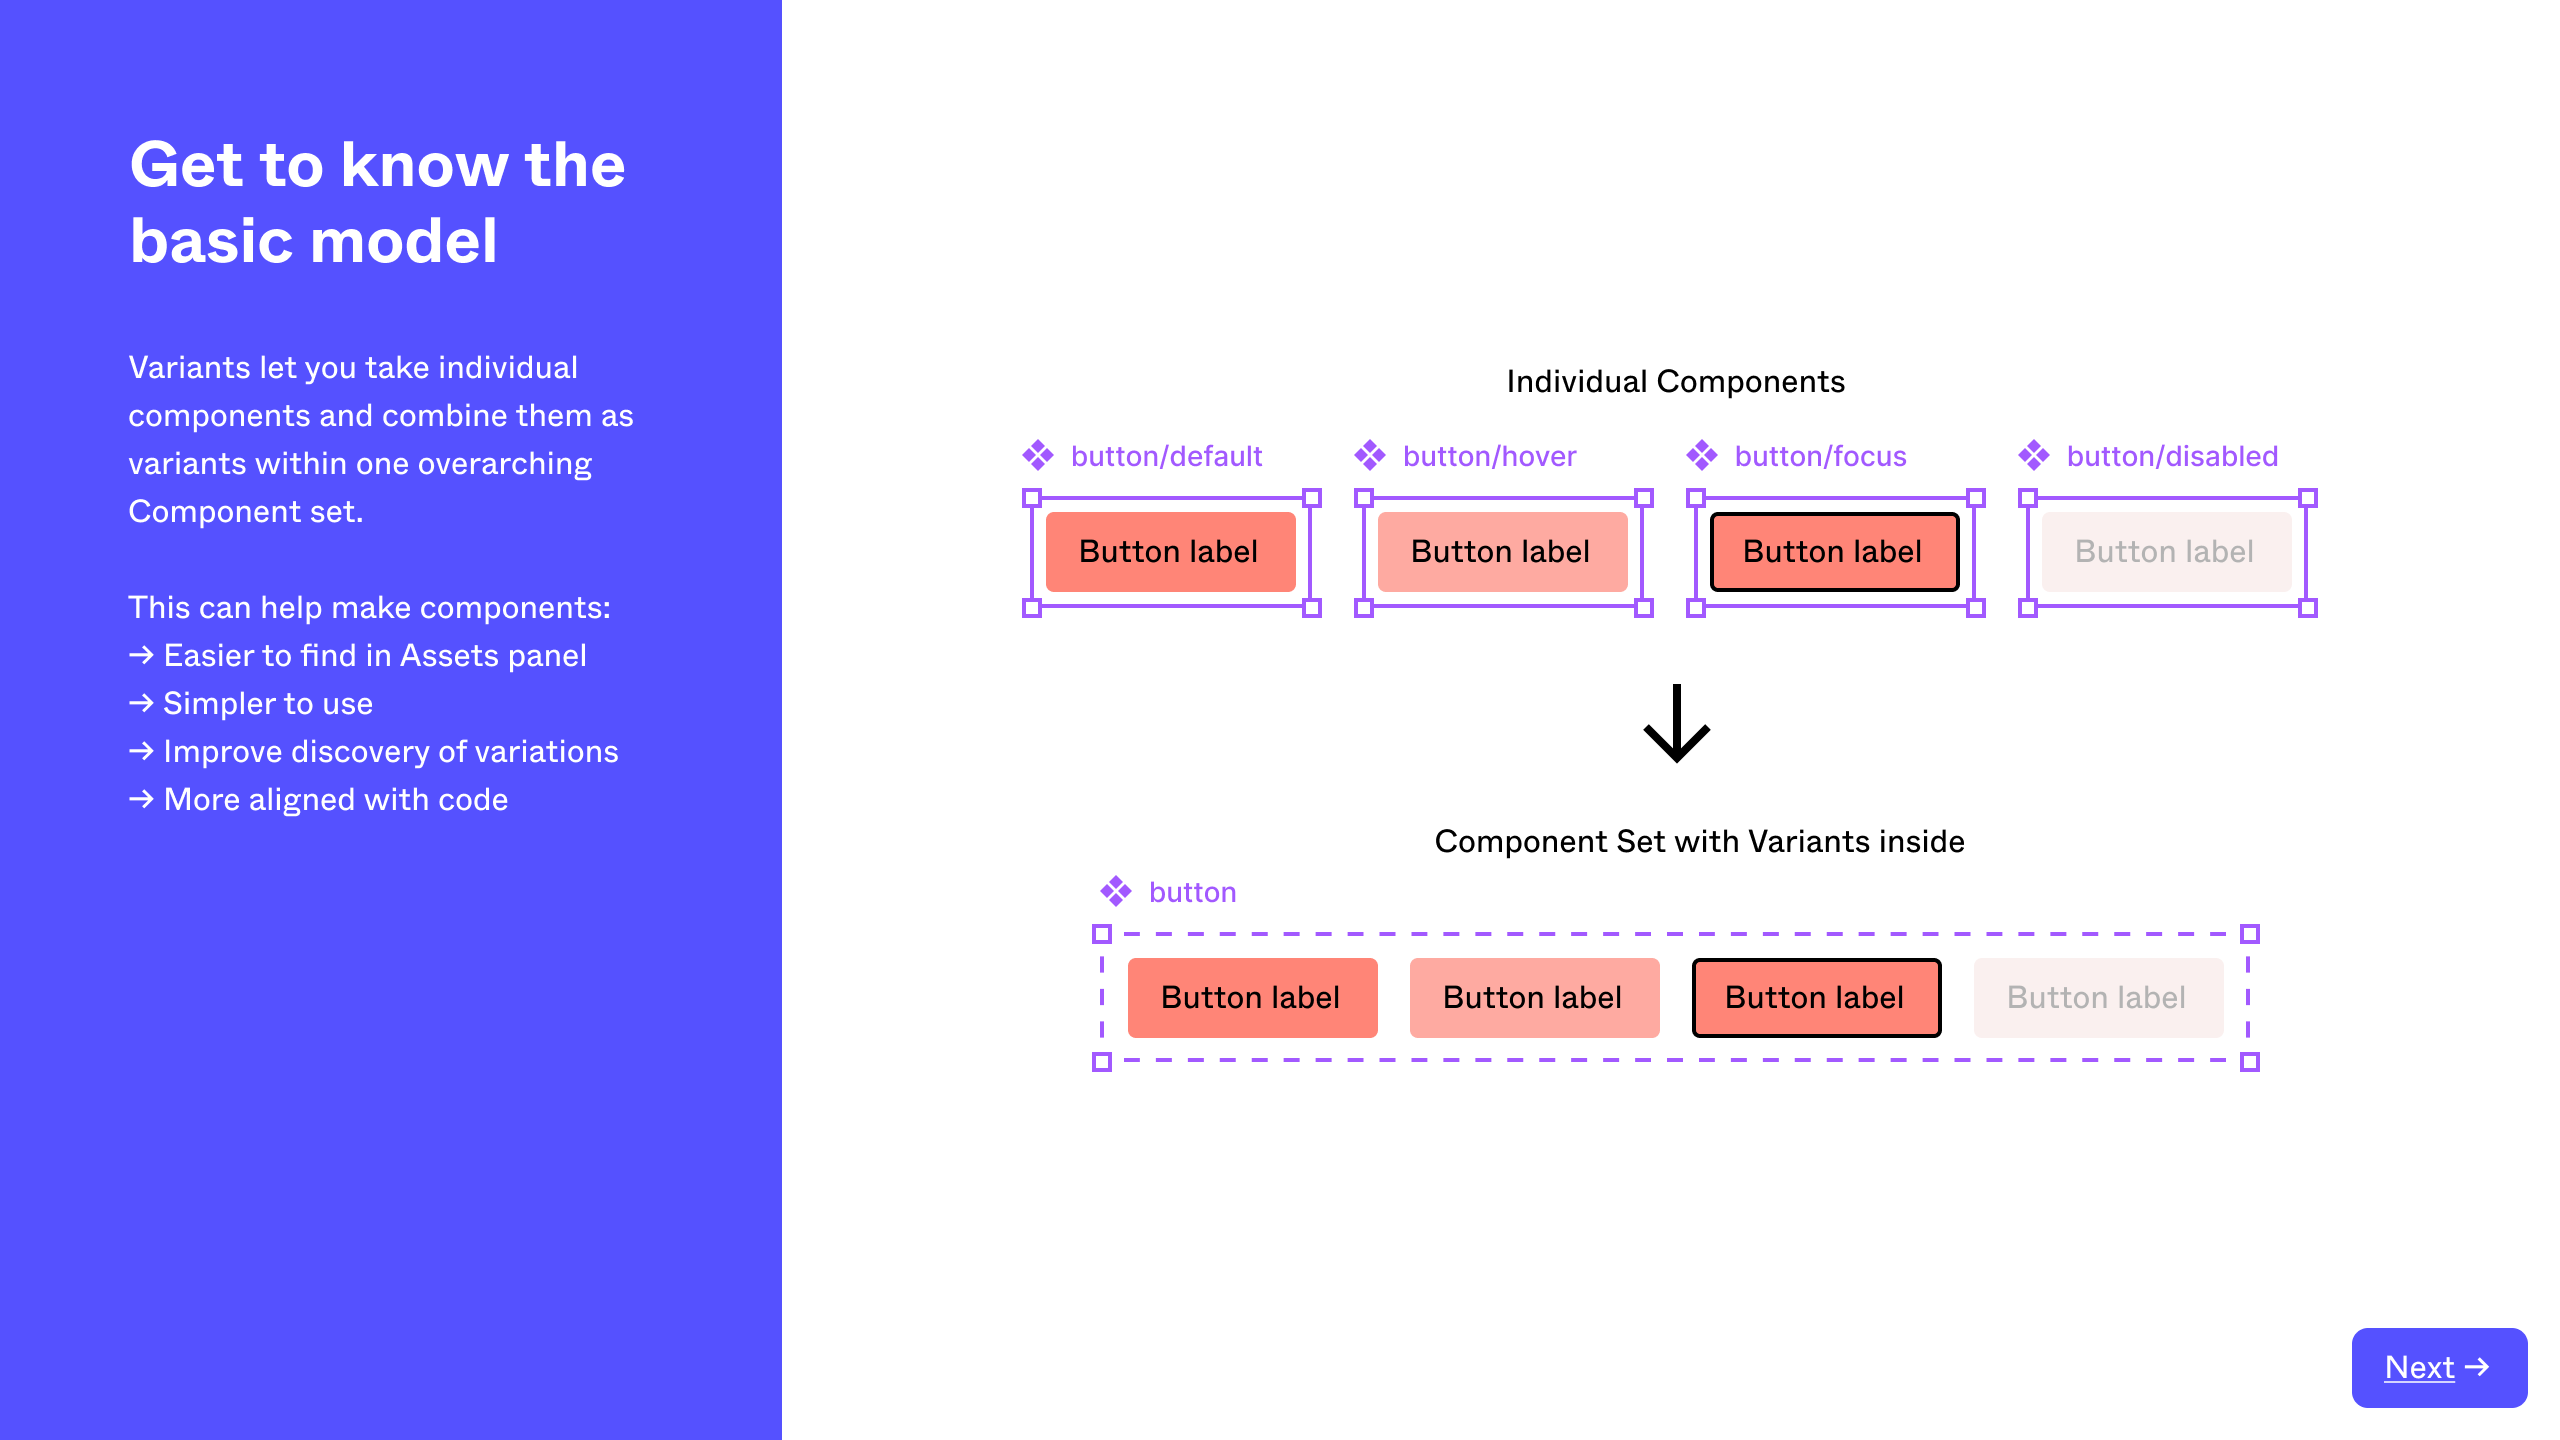 Get to know the
basic model
Variants let you take individual
components and combine them as
variants within one overarching
Component set.
This can help make components:
→ Easier to find in Assets panel
→ Simpler to use
→ Improve discovery of variations
→ More aligned with code
Individual Components
button/default button/hover button/focus button/disabled
Button label Button label Button label Button label
Component Set with Variants inside
button
Button label Button label Button label Button label
Next →